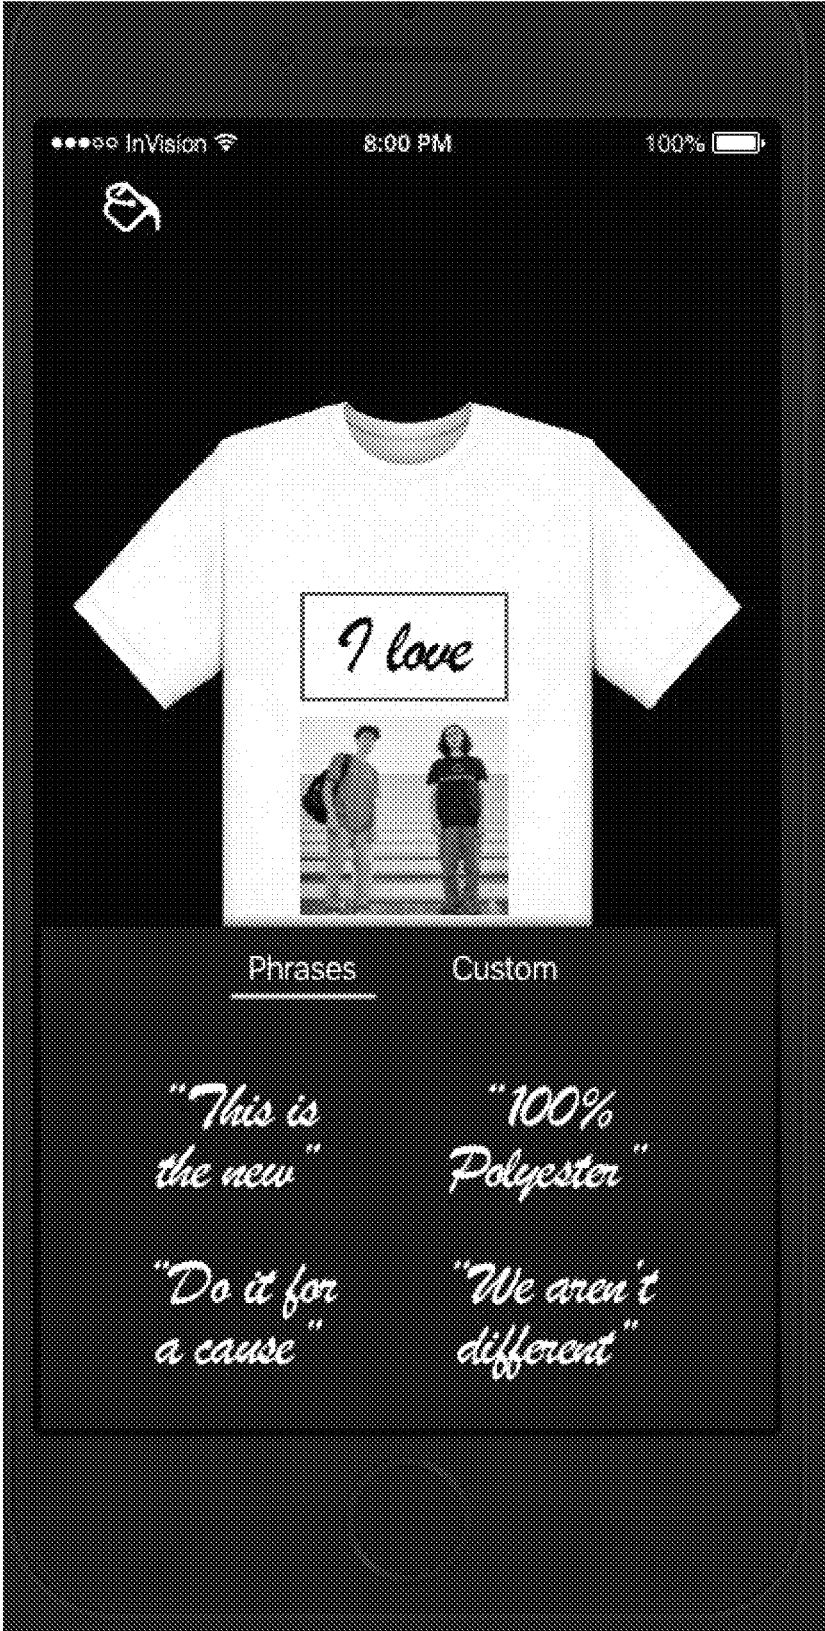 InVision 8:00 PM 100%
I love
Phrases Custom
"This is
the new"
"100%
Polyester"
"Do it for
a cause"
"We aren't
different"